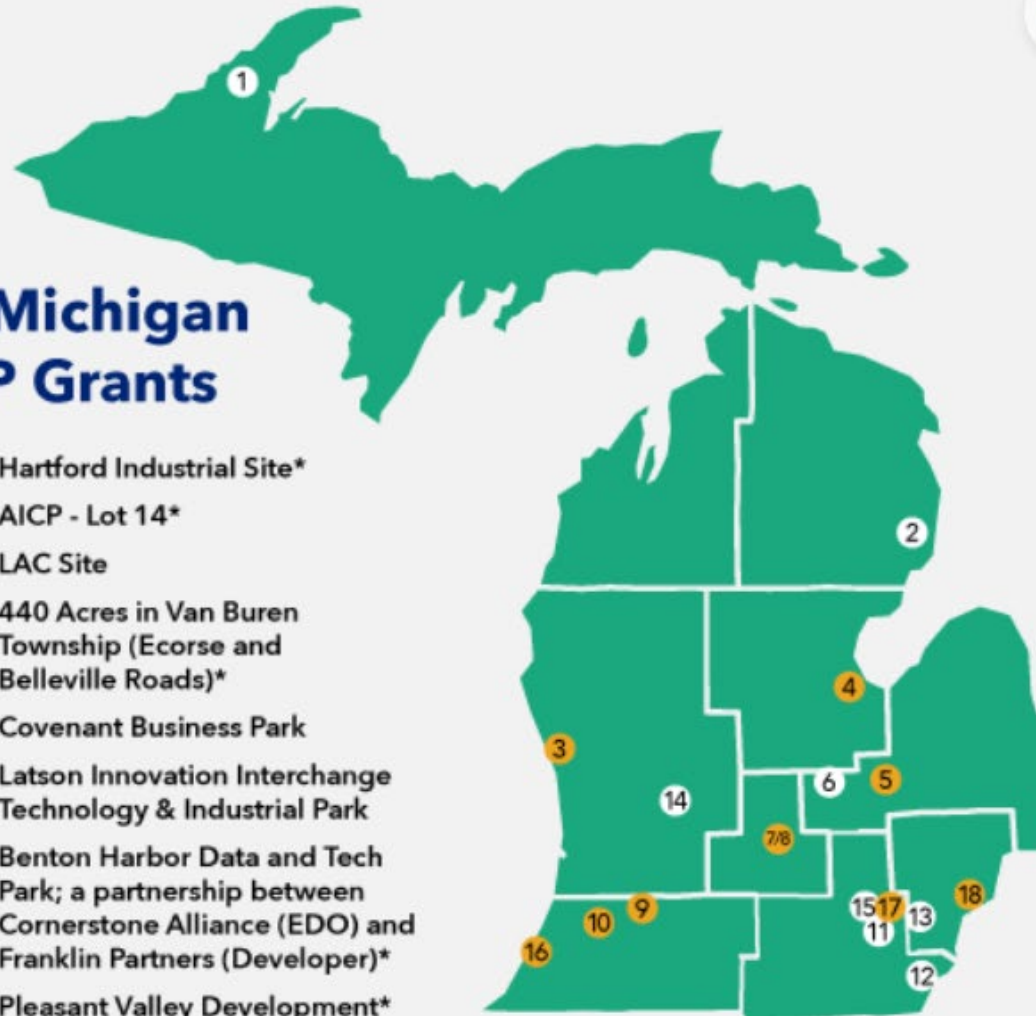 Michigan
P Grants
Hartford Industrial Site*
AICP - Lot 14*
LAC Site
440 Acres in Van Buren
Township (Ecorse and
Belleville Roads)*
Covenant Business Park
Latson Innovation Interchange
Technology & Industrial Park
Benton Harbor Data and Tech
Park; a partnership between
Cornerstone Alliance (EDO) and
Franklin Partners (Developer)*
Pleasant Valley Development*
1
2
3
4
5
6
14
7/8
9
10
16
15
17
11
13
18
12